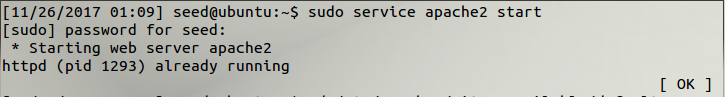 [11/26/2017 01:09] seed@ubuntu:~$ sudo service apache2 start
[sudo] password for seed:
 * Starting web server apache2
httpd (pid 1293) already running
[ OK ]